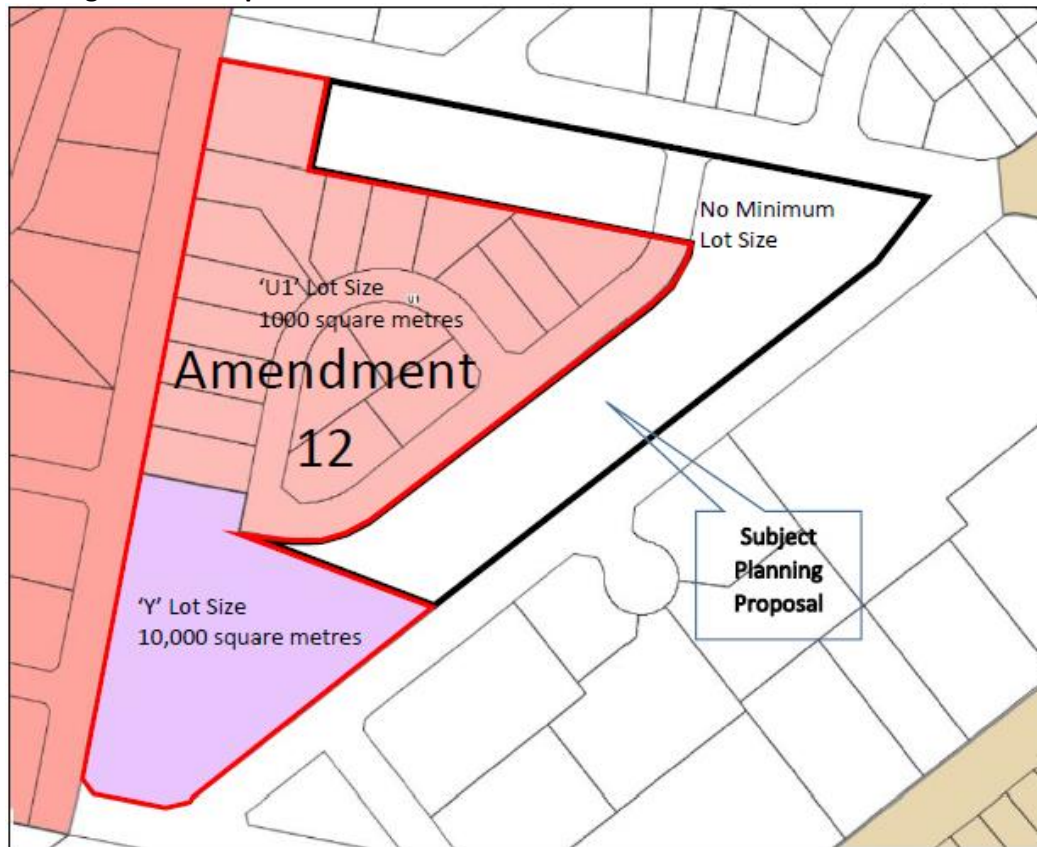 No Minimum
Lot Size
'U1' Lot Size
U1
1000 square metres
Amendment
12
Subject
Planning
Proposal
'Y' Lot Size
10,000 square metres